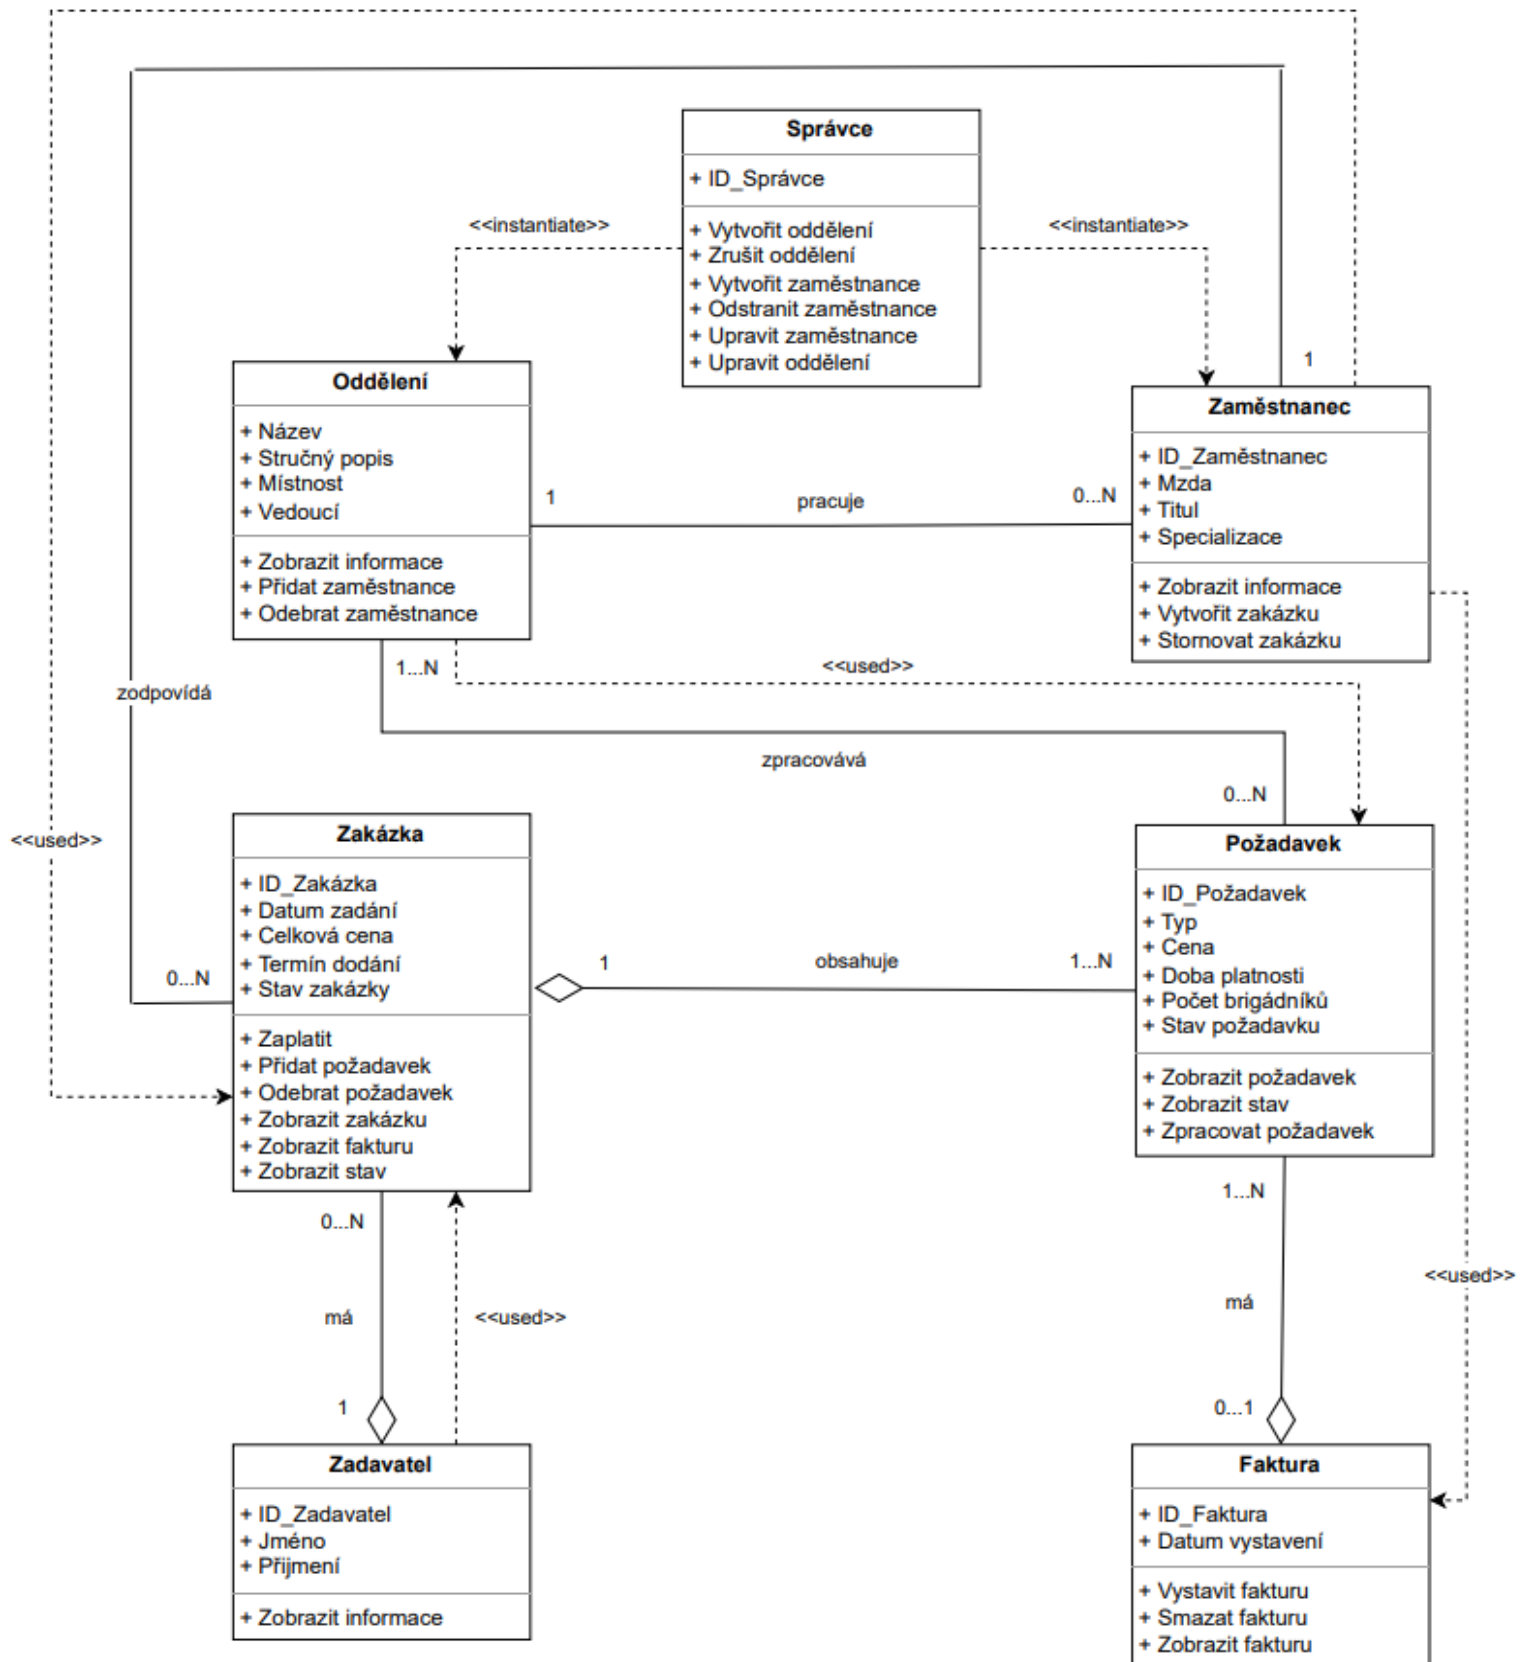 Správce
+ ID_Správce
+ Vytvořit oddělení
+ Zrušit oddělení
+ Vytvořit zaměstnance
+ Odstranit zaměstnance
+ Upravit zaměstnance
+ Upravit oddělení
<<instantiate>>
<<instantiate>>
Oddělení
+ Název
+ Stručný popis
+ Místnost
+ Vedoucí
+ Zobrazit informace
+ Přidat zaměstnance
+ Odebrat zaměstnance
1
pracuje
0...N
1
Zaměstnanec
+ ID_Zaměstnanec
+ Mzda
+ Titul
+ Specializace
+ Zobrazit informace
+ Vytvořit zakázku
+ Stornovat zakázku
1...N
<<used>>
zodpovídá
zpracovává
0...N
<<used>>
Zakázka
+ ID_Zakázka
+ Datum zadání
+ Celková cena
+ Termín dodání
+ Stav zakázky
+ Zaplatit
+ Přidat požadavek
+ Odebrat požadavek
+ Zobrazit zakázku
+ Zobrazit fakturu
+ Zobrazit stav
0...N
1
obsahuje
1...N
Požadavek
+ ID_Požadavek
+ Typ
+ Cena
+ Doba platnosti
+ Počet brigádníků
+ Stav požadavku
+ Zobrazit požadavek
+ Zobrazit stav
+ Zpracovat požadavek
0...N
má
<<used>>
1
1...N
má
0...1
<<used>>
Zadavatel
+ ID_Zadavatel
+ Jméno
+ Přijmení
+ Zobrazit informace
Faktura
+ ID_Faktura
+ Datum vystavení
+ Vystavit fakturu
+ Smazat fakturu
+ Zobrazit fakturu